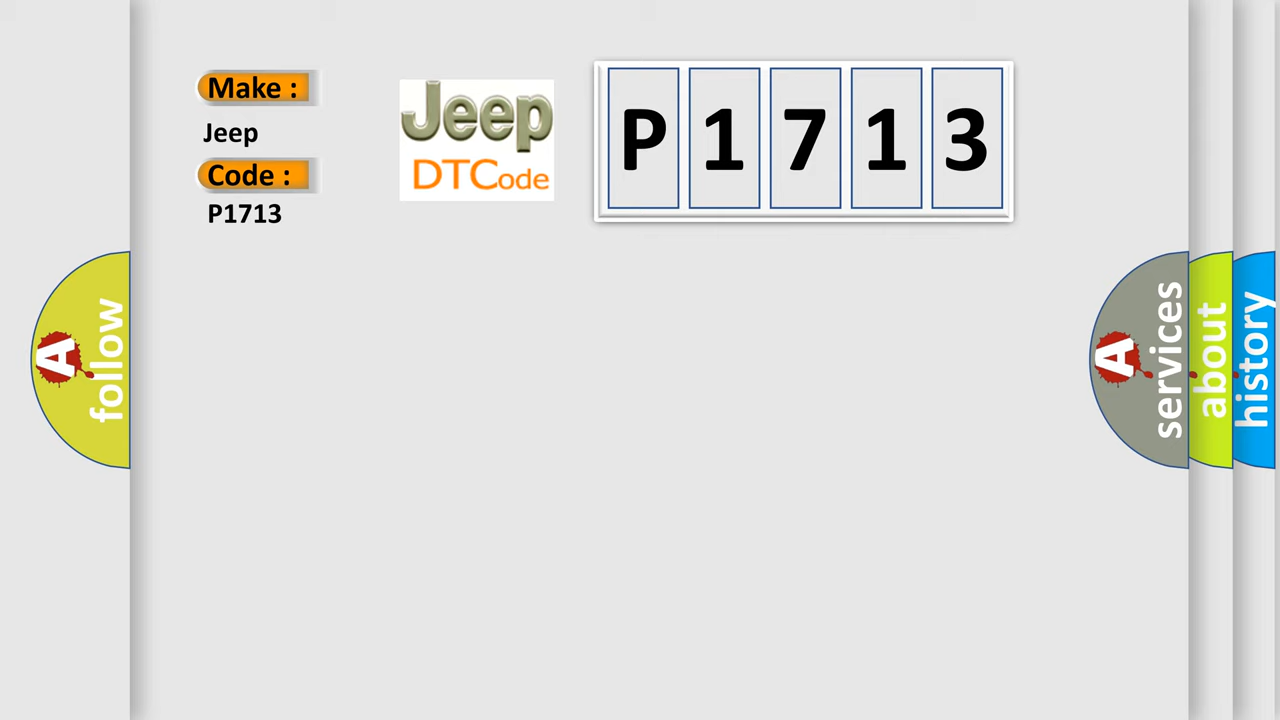 Make :
Jeep
Code :
P1713
Jeep
DTCode
P 1 7 1 3
A follow
A services
about
history